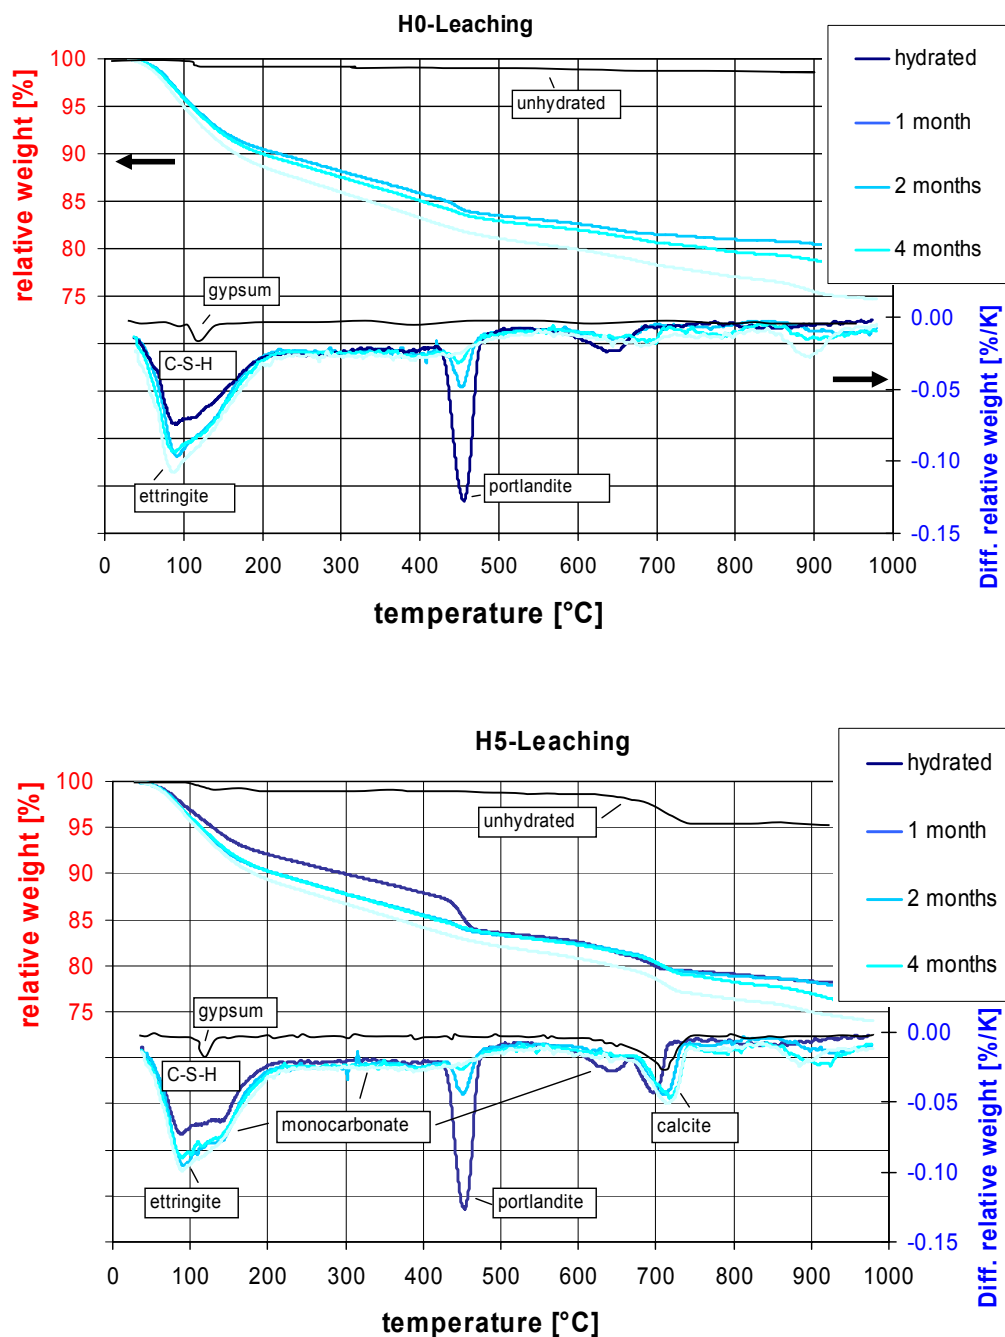 H0-Leaching
relative weight [%]
100
95
90
85
80
75
unhydrated
hydrated
1 month
2 months
4 months
gypsum
C-S-H
ettringite
portlandite
0.00
-0.05
-0.10
-0.15
Diff. relative weight [%/K]
0 100 200 300 400 500 600 700 800 900 1000
temperature [°C]
H5-Leaching
relative weight [%]
100
95
90
85
80
75
unhydrated
hydrated
1 month
2 months
4 months
gypsum
C-S-H
monocarbonate
calcite
ettringite
portlandite
0.00
-0.05
-0.10
-0.15
Diff. relative weight [%/K]
0 100 200 300 400 500 600 700 800 900 1000
temperature [°C]